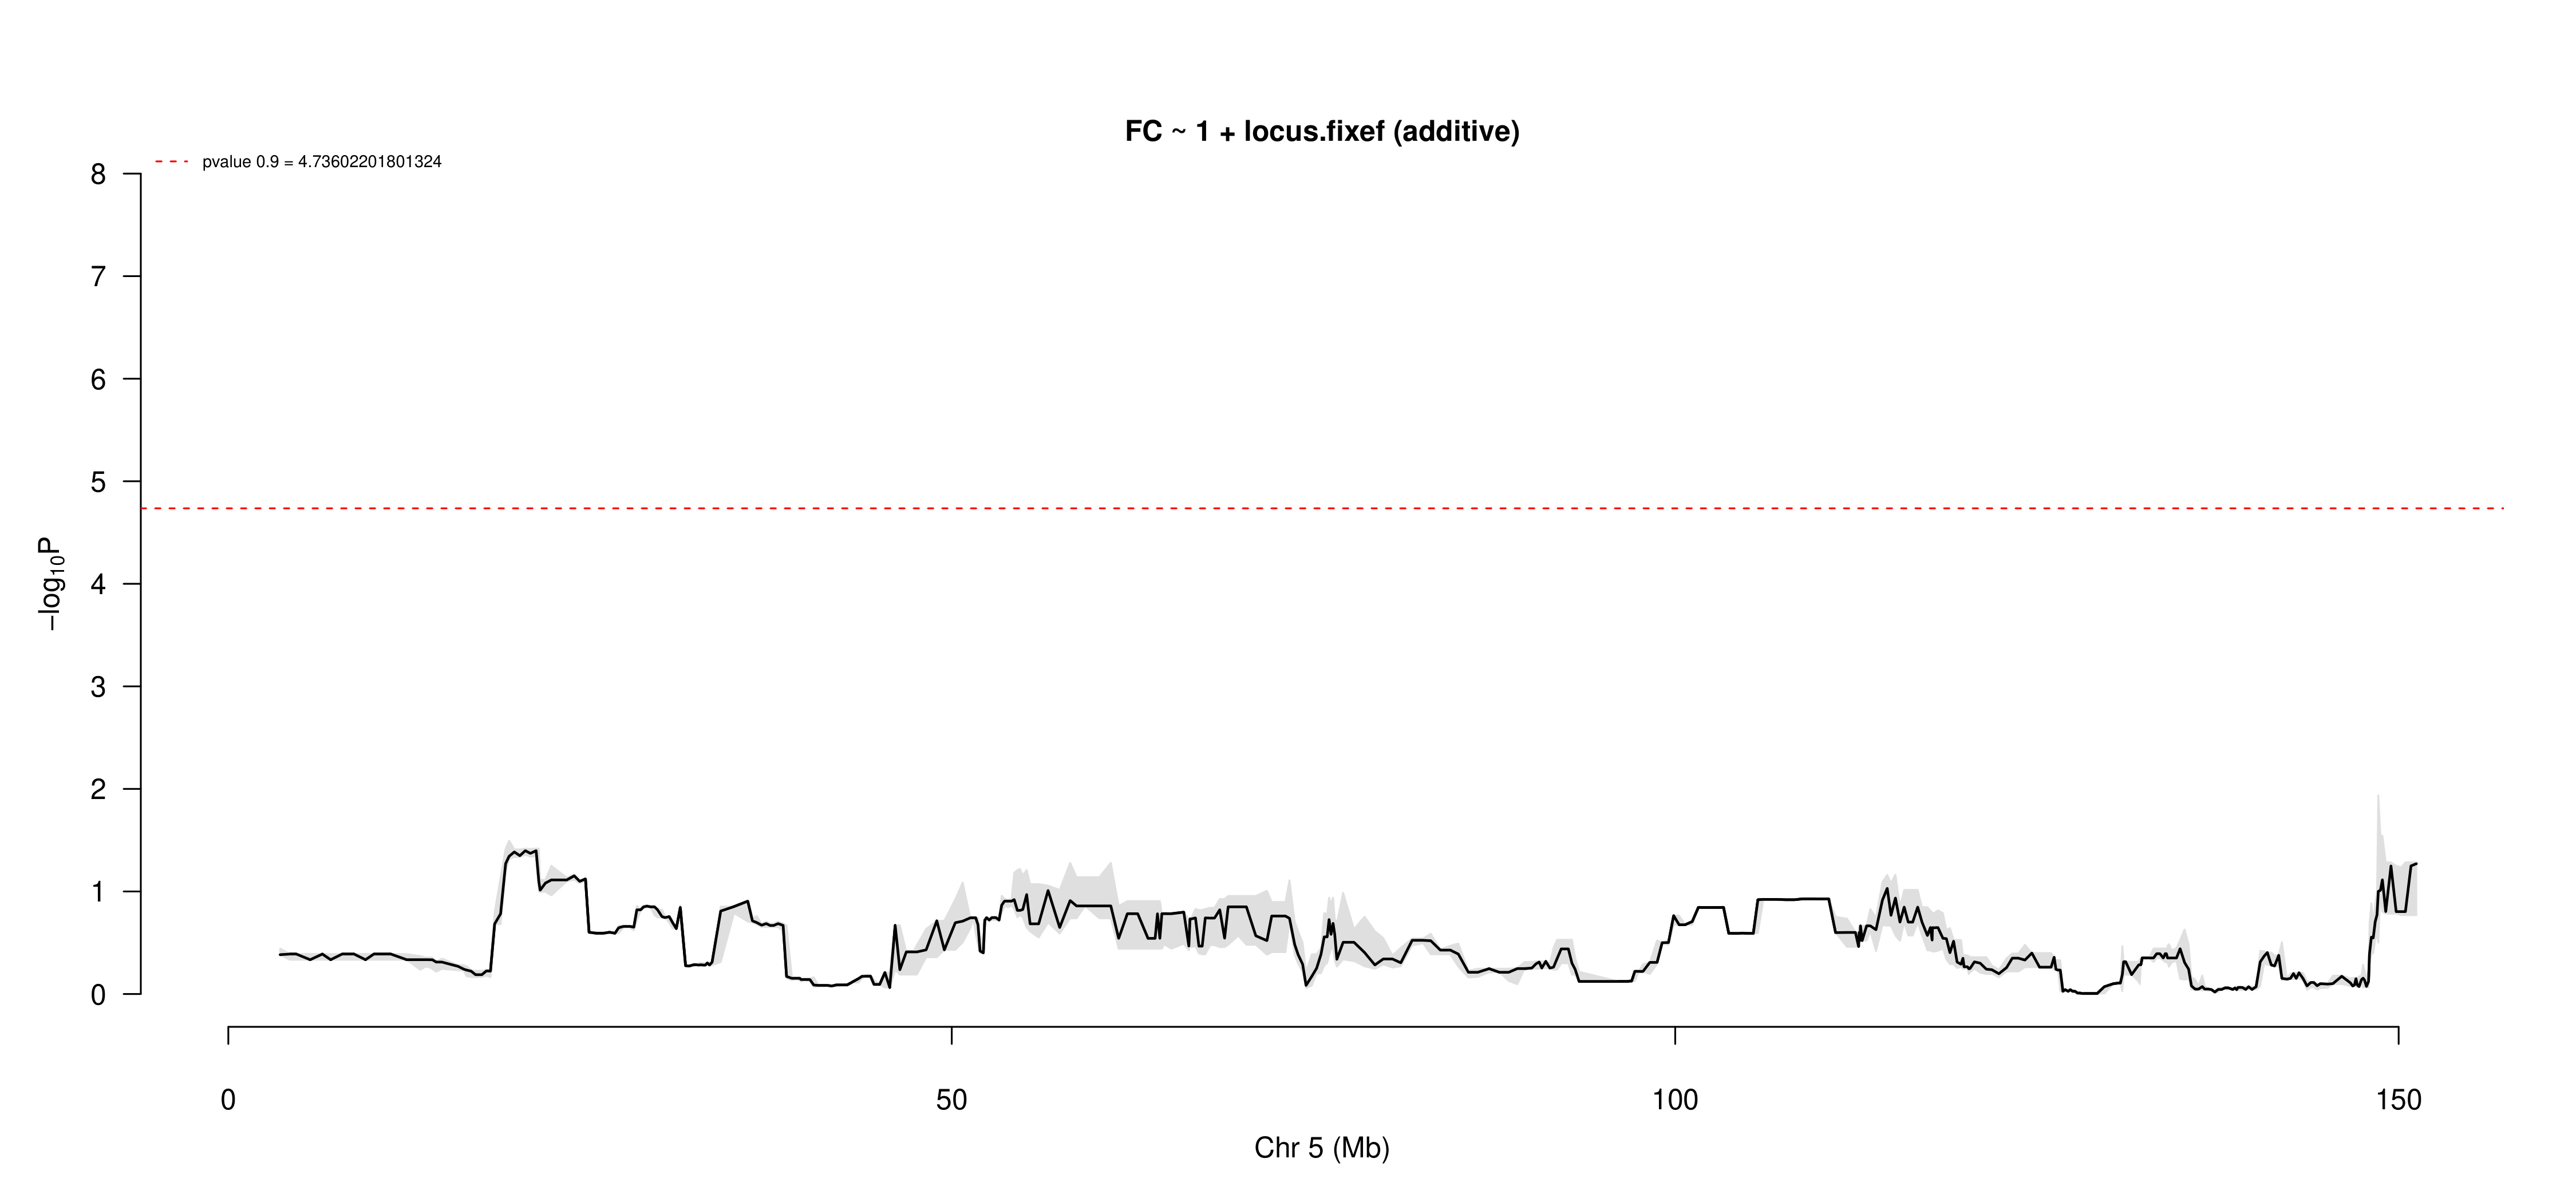 FC ~ 1 + locus.fixef (additive)
pvalue 0.9 = 4.73602201801324
8
7
6
5
4
3
2
1
0
−log10P
0 50 100 150
Chr 5 (Mb)